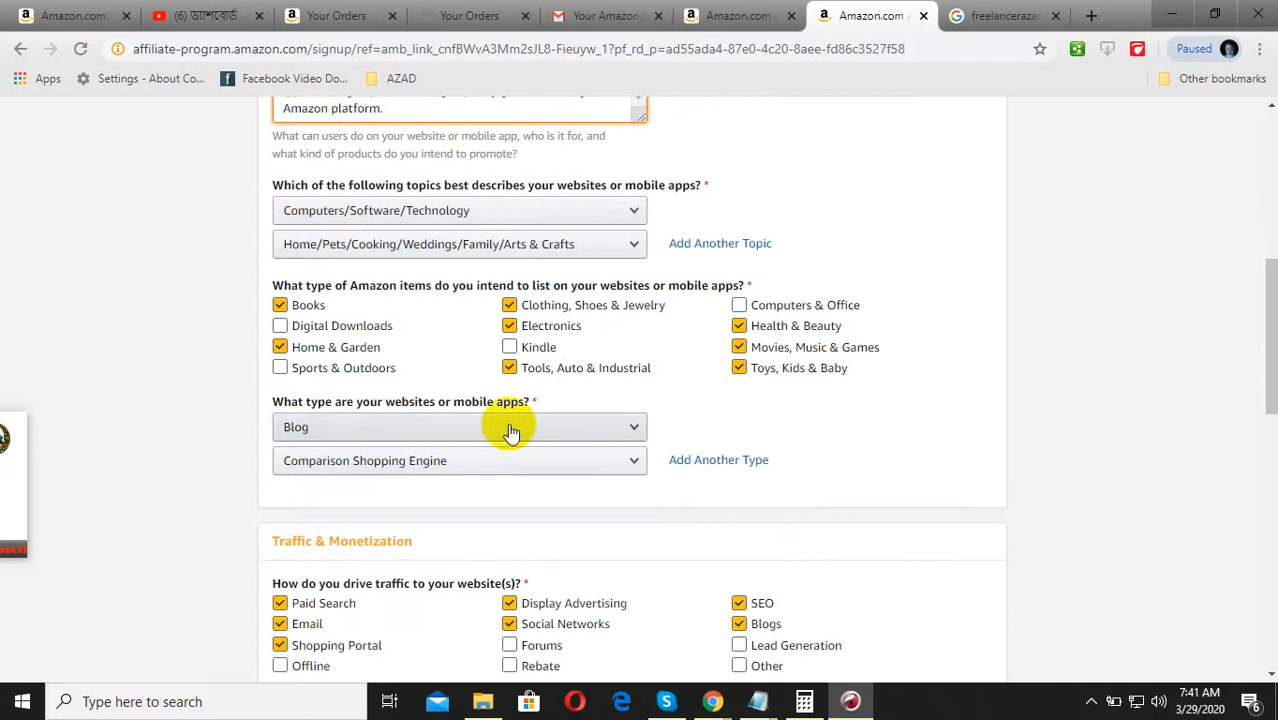 Amazon.com
(6) ড্যাশবোর্ড -
Your Orders
Your Orders
Your Amazon
Amazon.com A
Amazon.com A
freelanceraza
affiliate-program.amazon.com/signup/ref=amb_link_cnfBWvA3Mm2sJL8-Fieuyw_1?pf_rd_p=ad55ada4-87e0-4c20-8aee-fd86c3527f58
Paused
Apps
Settings - About Co...
Facebook Video Do...
AZAD
Other bookmarks
Amazon platform.
What can users do on your website or mobile app, who is it for, and
what kind of products do you intend to promote?
Which of the following topics best describes your websites or mobile apps? *
Computers/Software/Technology
Home/Pets/Cooking/Weddings/Family/Arts & Crafts
Add Another Topic
What type of Amazon items do you intend to list on your websites or mobile apps? *
Books
Clothing, Shoes & Jewelry
Computers & Office
Digital Downloads
Electronics
Health & Beauty
Home & Garden
Kindle
Movies, Music & Games
Sports & Outdoors
Tools, Auto & Industrial
Toys, Kids & Baby
What type are your websites or mobile apps? *
Blog
Comparison Shopping Engine
Add Another Type
Traffic & Monetization
How do you drive traffic to your website(s)? *
Paid Search
Display Advertising
SEO
Email
Social Networks
Blogs
Shopping Portal
Forums
Lead Generation
Offline
Rebate
Other
Type here to search
7:41 AM
3/29/2020
6